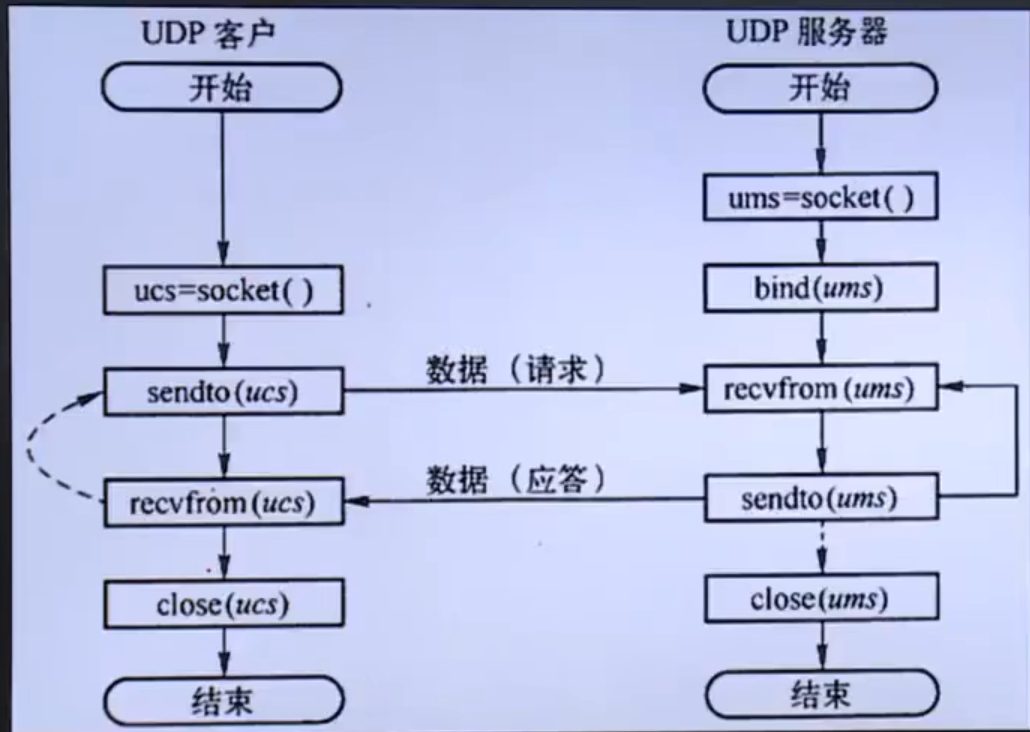 UDP 客户
开始
ucs=socket( )
sendto(ucs)
recvfrom(ucs)
close(ucs)
结束
数据（请求）
数据（应答）
UDP 服务器
开始
ums=socket( )
bind(ums)
recvfrom(ums)
sendto(ums)
close(ums)
结束